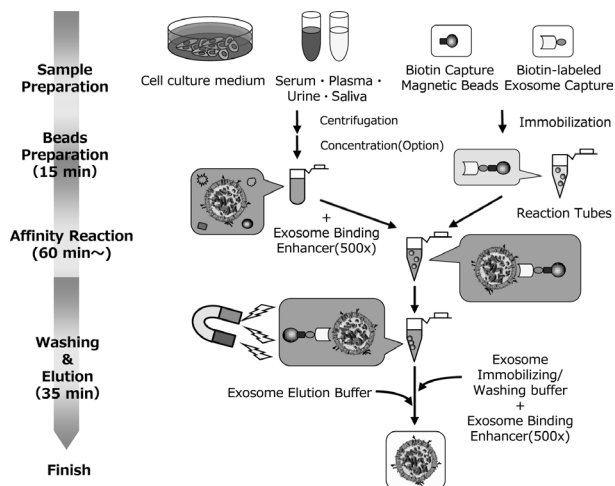 Sample
Preparation
Beads
Preparation
(15 min)
Affinity Reaction
(60 min～)
Washing
&
Elution
(35 min)
Finish
Cell culture medium
Serum・Plasma・
Urine・Saliva
Biotin Capture
Magnetic Beads
Biotin-labeled
Exosome Capture
Centrifugation
Concentration(Option)
Immobilization
Reaction Tubes
+
Exosome Binding
Enhancer(500x)
Exosome Elution Buffer
Exosome
Immobilizing/
Washing buffer
+
Exosome Binding
Enhancer(500x)